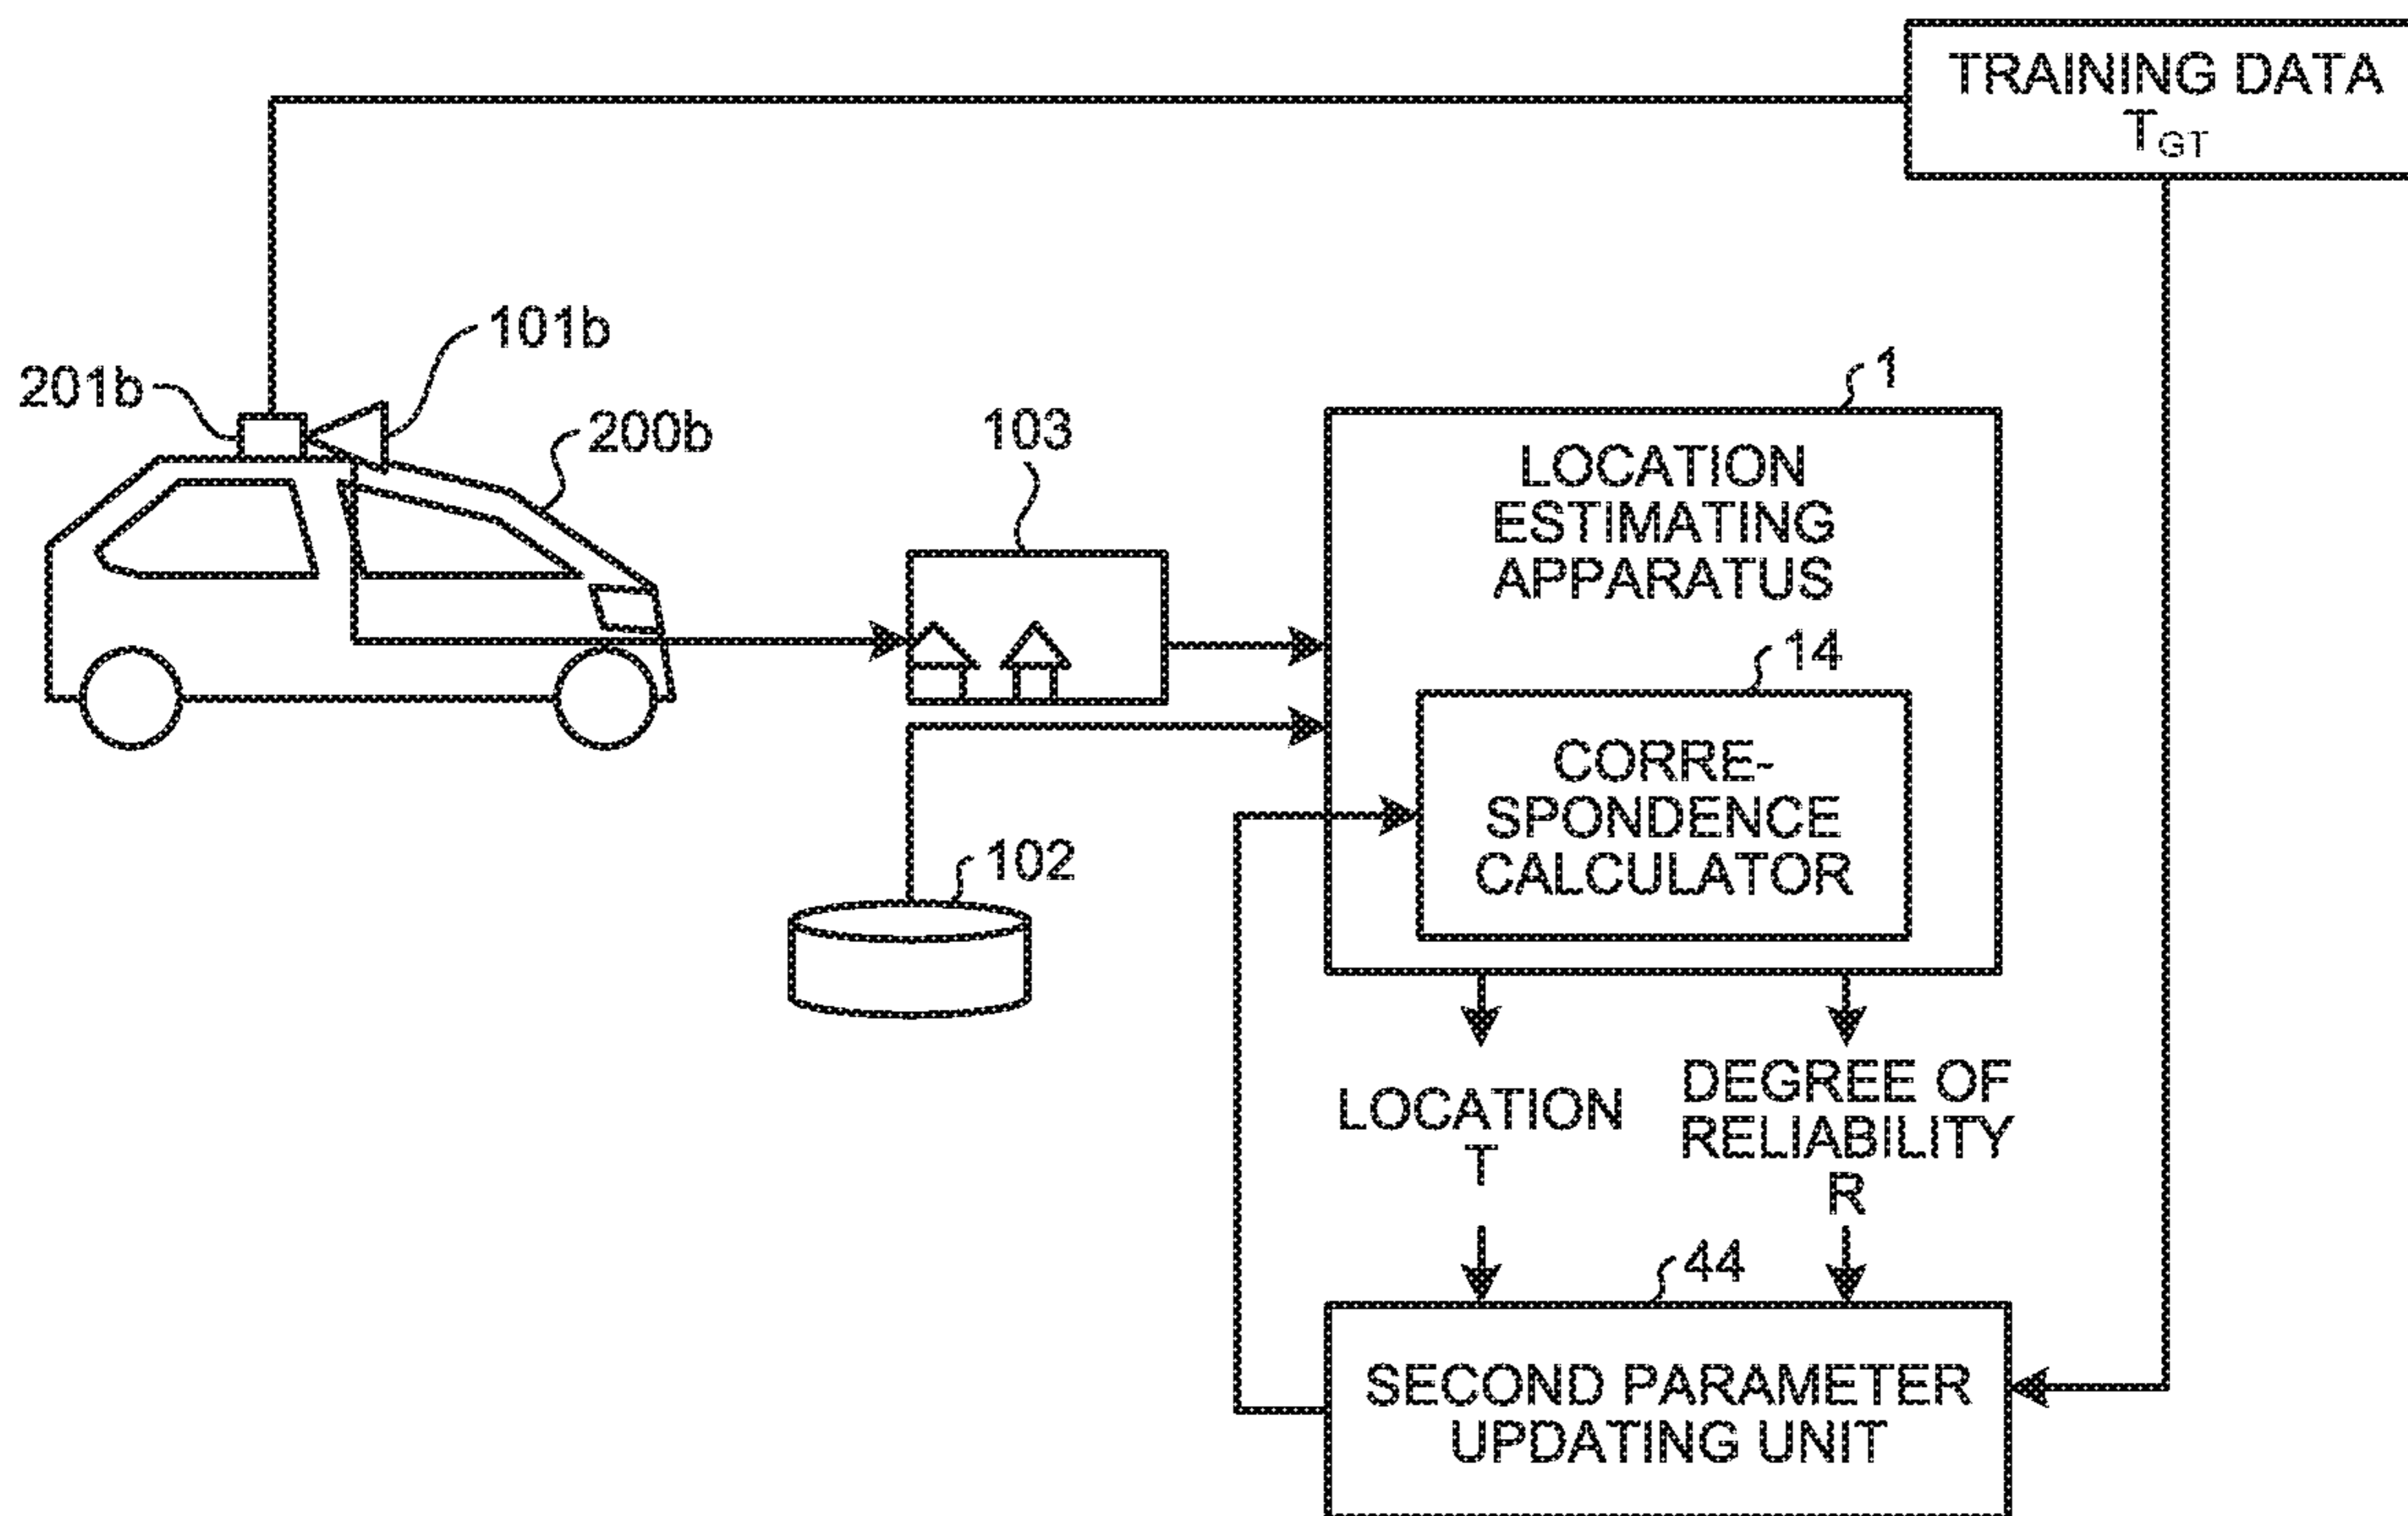 TRAINING DATA
T_GT
101b
201b
200b
103
1
LOCATION
ESTIMATING
APPARATUS
14
CORRE-
SPONDENCE
CALCULATOR
102
LOCATION
T
DEGREE OF
RELIABILITY
R
44
SECOND PARAMETER
UPDATING UNIT